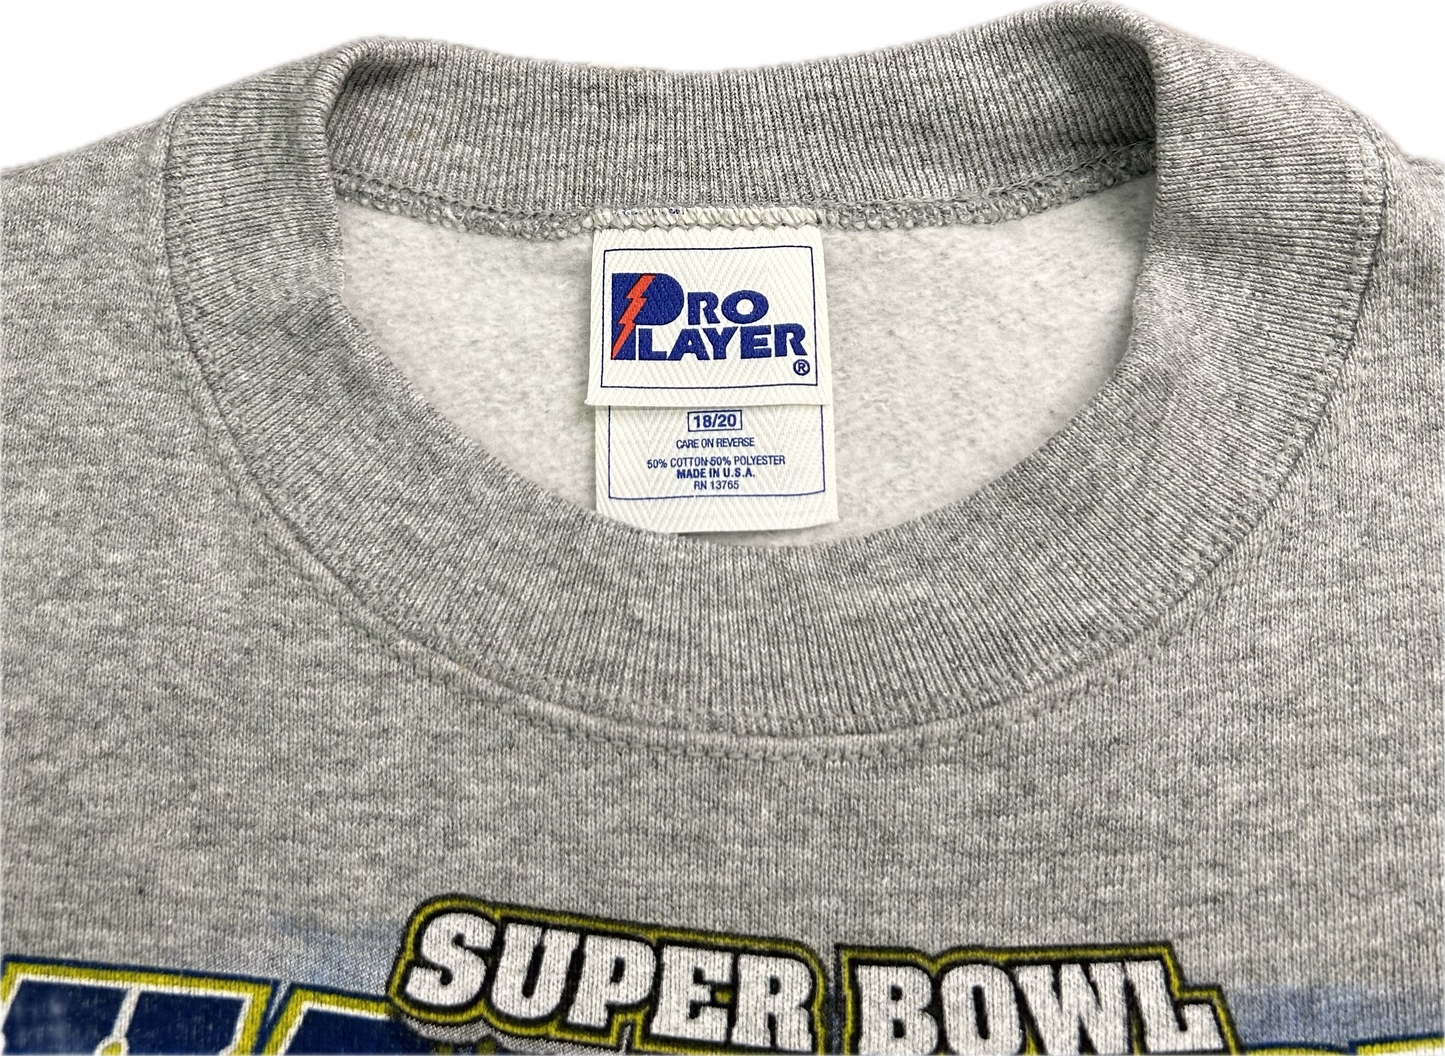 PRO
PLAYER
®
18/20
CARE ON REVERSE
50% COTTON 50% POLYESTER
MADE IN U.S.A.
RN 13765
SUPER BOWL